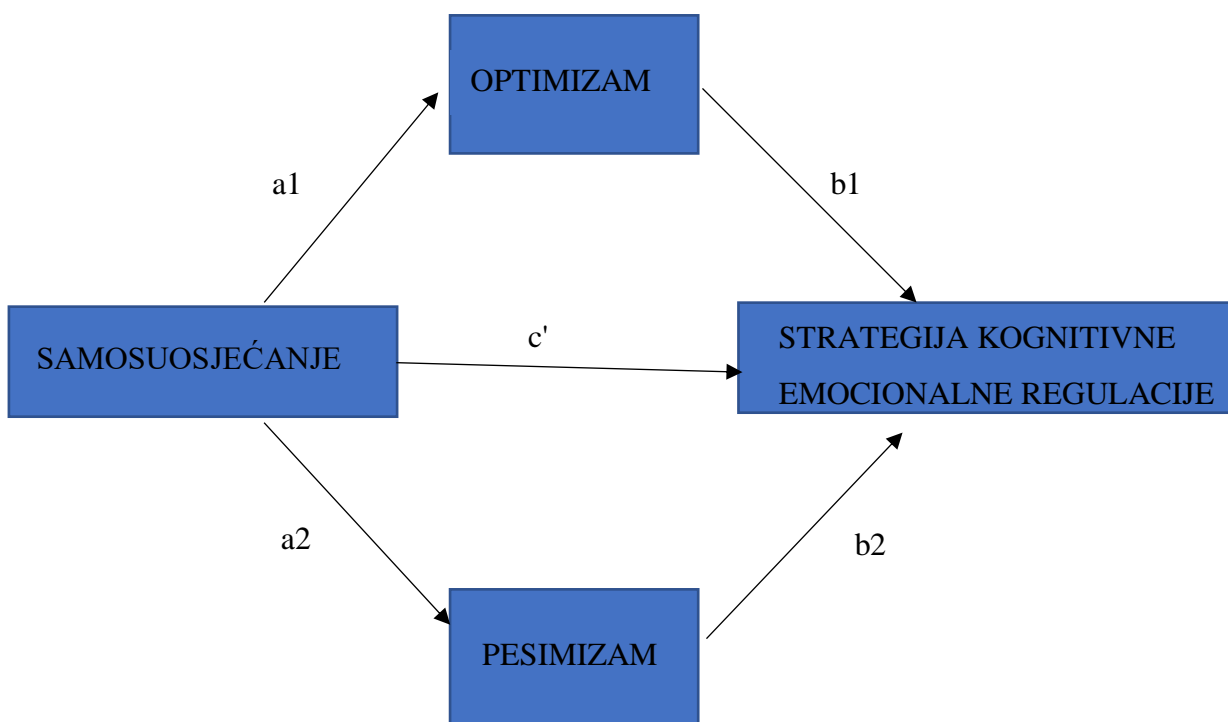 OPTIMIZAM
a1
b1
SAMOSUOSJEĆANJE
c'
STRATEGIJA KOGNITIVNE
EMOCIONALNE REGULACIJE
a2
b2
PESIMIZAM